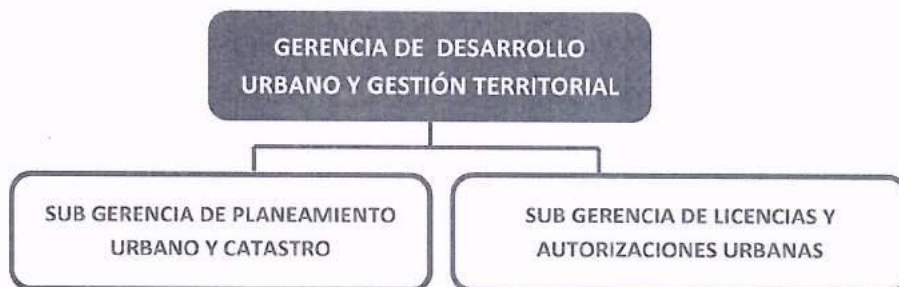 GERENCIA DE DESARROLLO
URBANO Y GESTIÓN TERRITORIAL
SUB GERENCIA DE PLANEAMIENTO
URBANO Y CATASTRO
SUB GERENCIA DE LICENCIAS Y
AUTORIZACIONES URBANAS